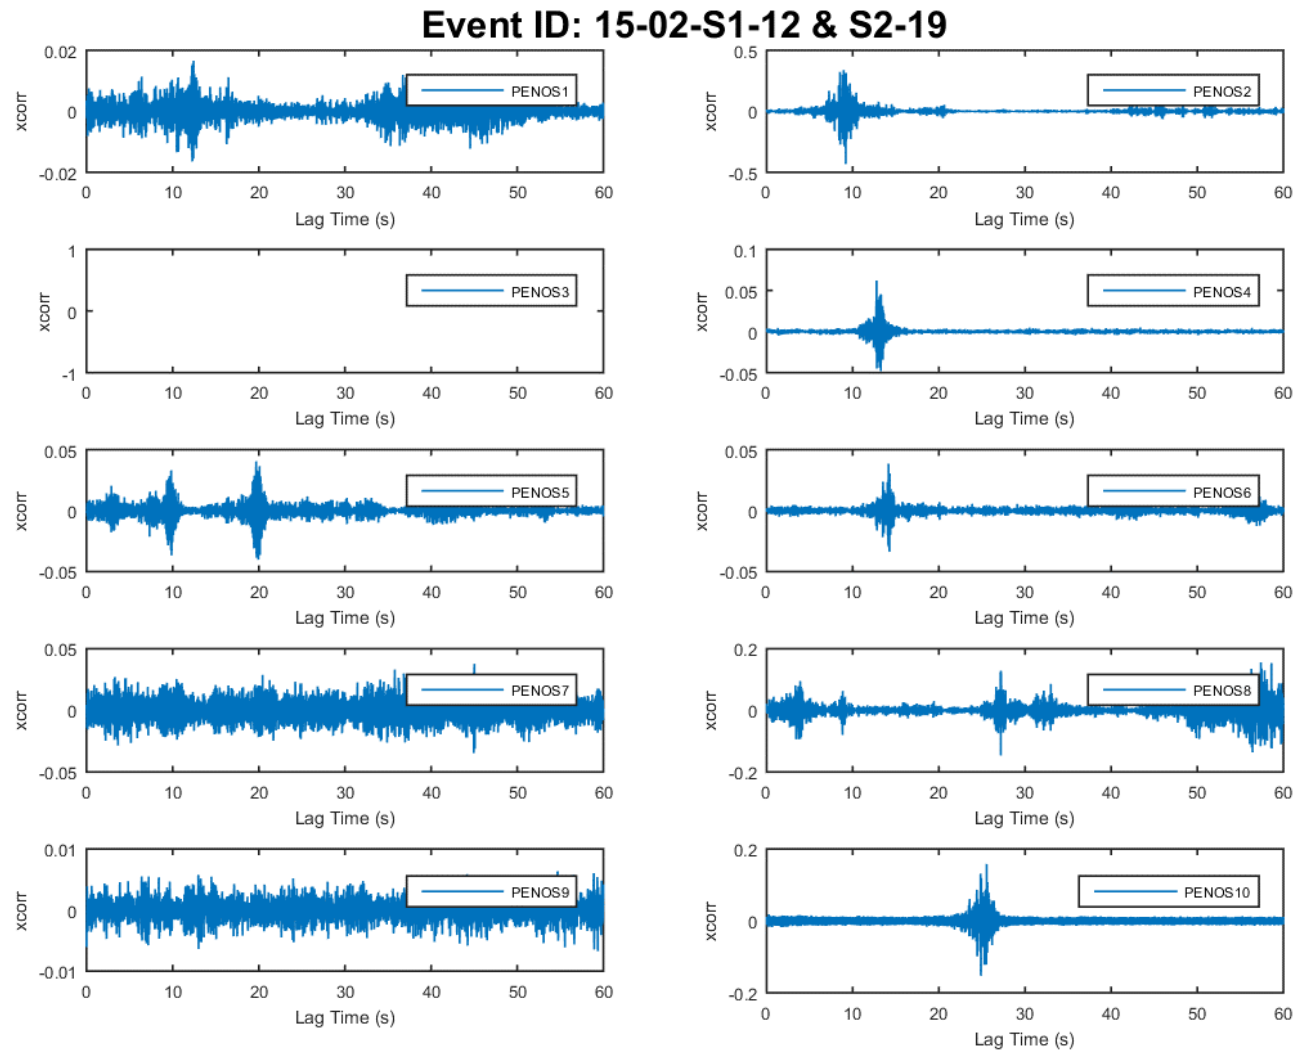 Event ID: 15-02-S1-12 & S2-19
0.02
0
-0.02
xcorr
PENOS1
0 10 20 30 40 50 60
Lag Time (s)
0.5
0
-0.5
xcorr
PENOS2
0 10 20 30 40 50 60
Lag Time (s)
1
0
-1
xcorr
PENOS3
0 10 20 30 40 50 60
Lag Time (s)
0.1
0.05
0
-0.05
xcorr
PENOS4
0 10 20 30 40 50 60
Lag Time (s)
0.05
0
-0.05
xcorr
PENOS5
0 10 20 30 40 50 60
Lag Time (s)
0.05
0
-0.05
xcorr
PENOS6
0 10 20 30 40 50 60
Lag Time (s)
0.05
0
-0.05
xcorr
PENOS7
0 10 20 30 40 50 60
Lag Time (s)
0.2
0
-0.2
xcorr
PENOS8
0 10 20 30 40 50 60
Lag Time (s)
0.01
0
-0.01
xcorr
PENOS9
0 10 20 30 40 50 60
Lag Time (s)
0.2
0
-0.2
xcorr
PENOS10
0 10 20 30 40 50 60
Lag Time (s)